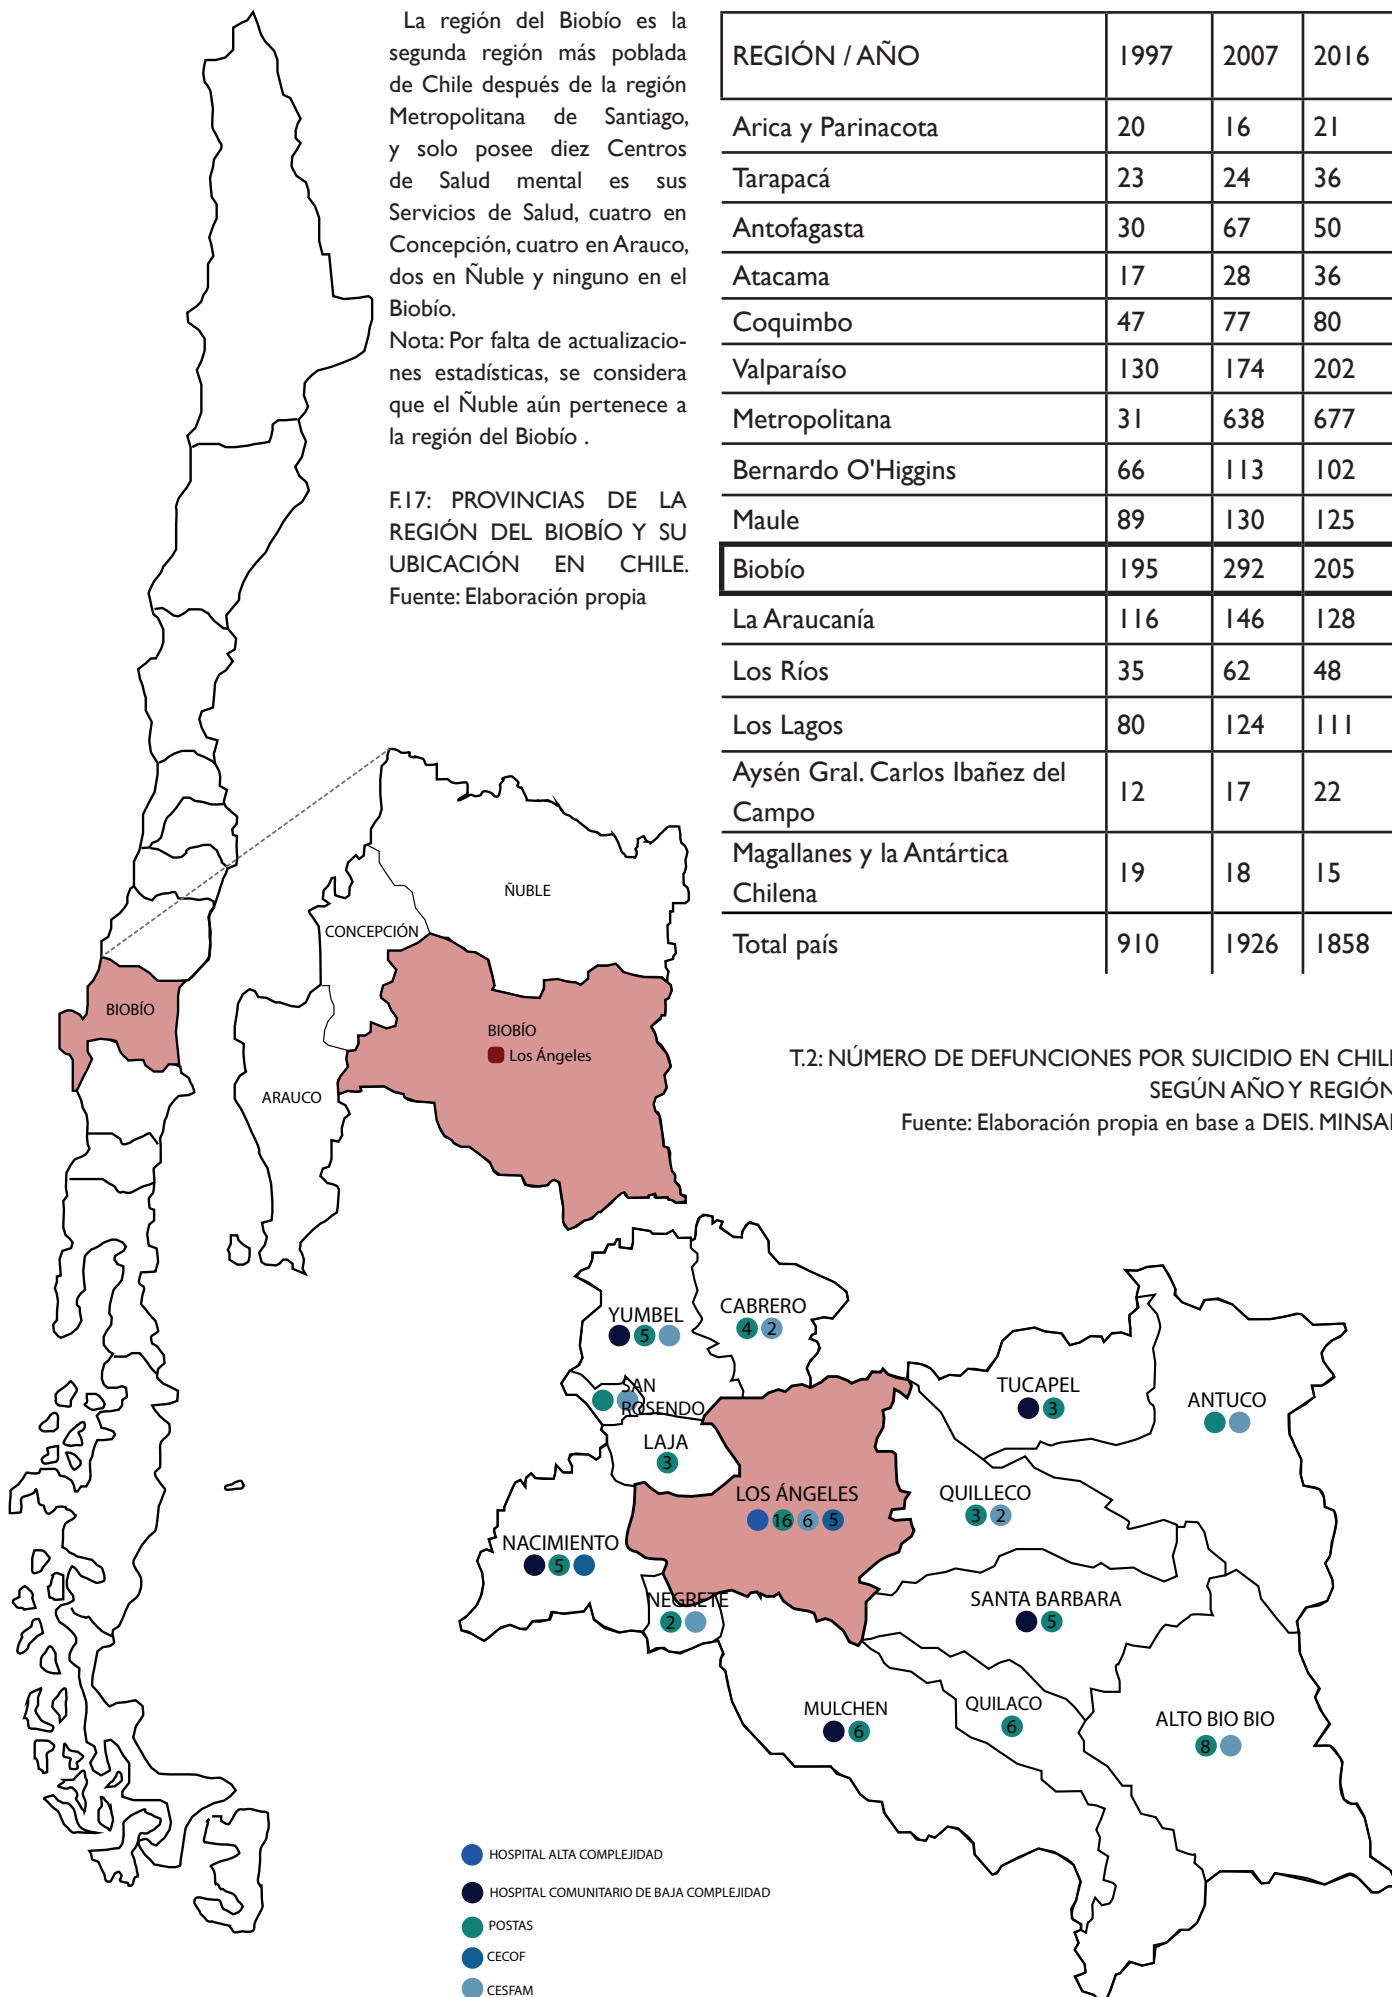 La región del Biobío es la
segunda región más poblada
de Chile después de la región
Metropolitana de Santiago,
y solo posee diez Centros
de Salud mental es sus
Servicios de Salud, cuatro en
Concepción, cuatro en Arauco,
dos en Ñuble y ninguno en el
Biobío.
Nota: Por falta de actualizacio-
nes estadísticas, se considera
que el Ñuble aún pertenece a
la región del Biobío .
F.17: PROVINCIAS DE LA
REGIÓN DEL BIOBÍO Y SU
UBICACIÓN EN CHILE.
Fuente: Elaboración propia
REGIÓN / AÑO 1997 2007 2016
Arica y Parinacota 20 16 21
Tarapacá 23 24 36
Antofagasta 30 67 50
Atacama 17 28 36
Coquimbo 47 77 80
Valparaíso 130 174 202
Metropolitana 31 638 677
Bernardo O'Higgins 66 113 102
Maule 89 130 125
Biobío 195 292 205
La Araucanía 116 146 128
Los Ríos 35 62 48
Los Lagos 80 124 111
Aysén Gral. Carlos Ibañez del
Campo 12 17 22
Magallanes y la Antártica
Chilena 19 18 15
Total país 910 1926 1858
T.2: NÚMERO DE DEFUNCIONES POR SUICIDIO EN CHIL
SEGÚN AÑO Y REGIÓN
Fuente: Elaboración propia en base a DEIS. MINSA
BIOBÍO
ÑUBLE
CONCEPCIÓN
BIOBÍO
Los Ángeles
ARAUCO
YUMBEL
5
CABRERO
4 2
SAN
ROSENDO
LAJA
3
TUCAPEL
3
ANTUCO
LOS ÁNGELES
16 6 5
QUILLECO
3 2
NACIMIENTO
5
NEGRETE
2
SANTA BARBARA
5
MULCHEN
6
QUILACO
6
ALTO BIO BIO
8
HOSPITAL ALTA COMPLEJIDAD
HOSPITAL COMUNITARIO DE BAJA COMPLEJIDAD
POSTAS
CECOF
CESFAM